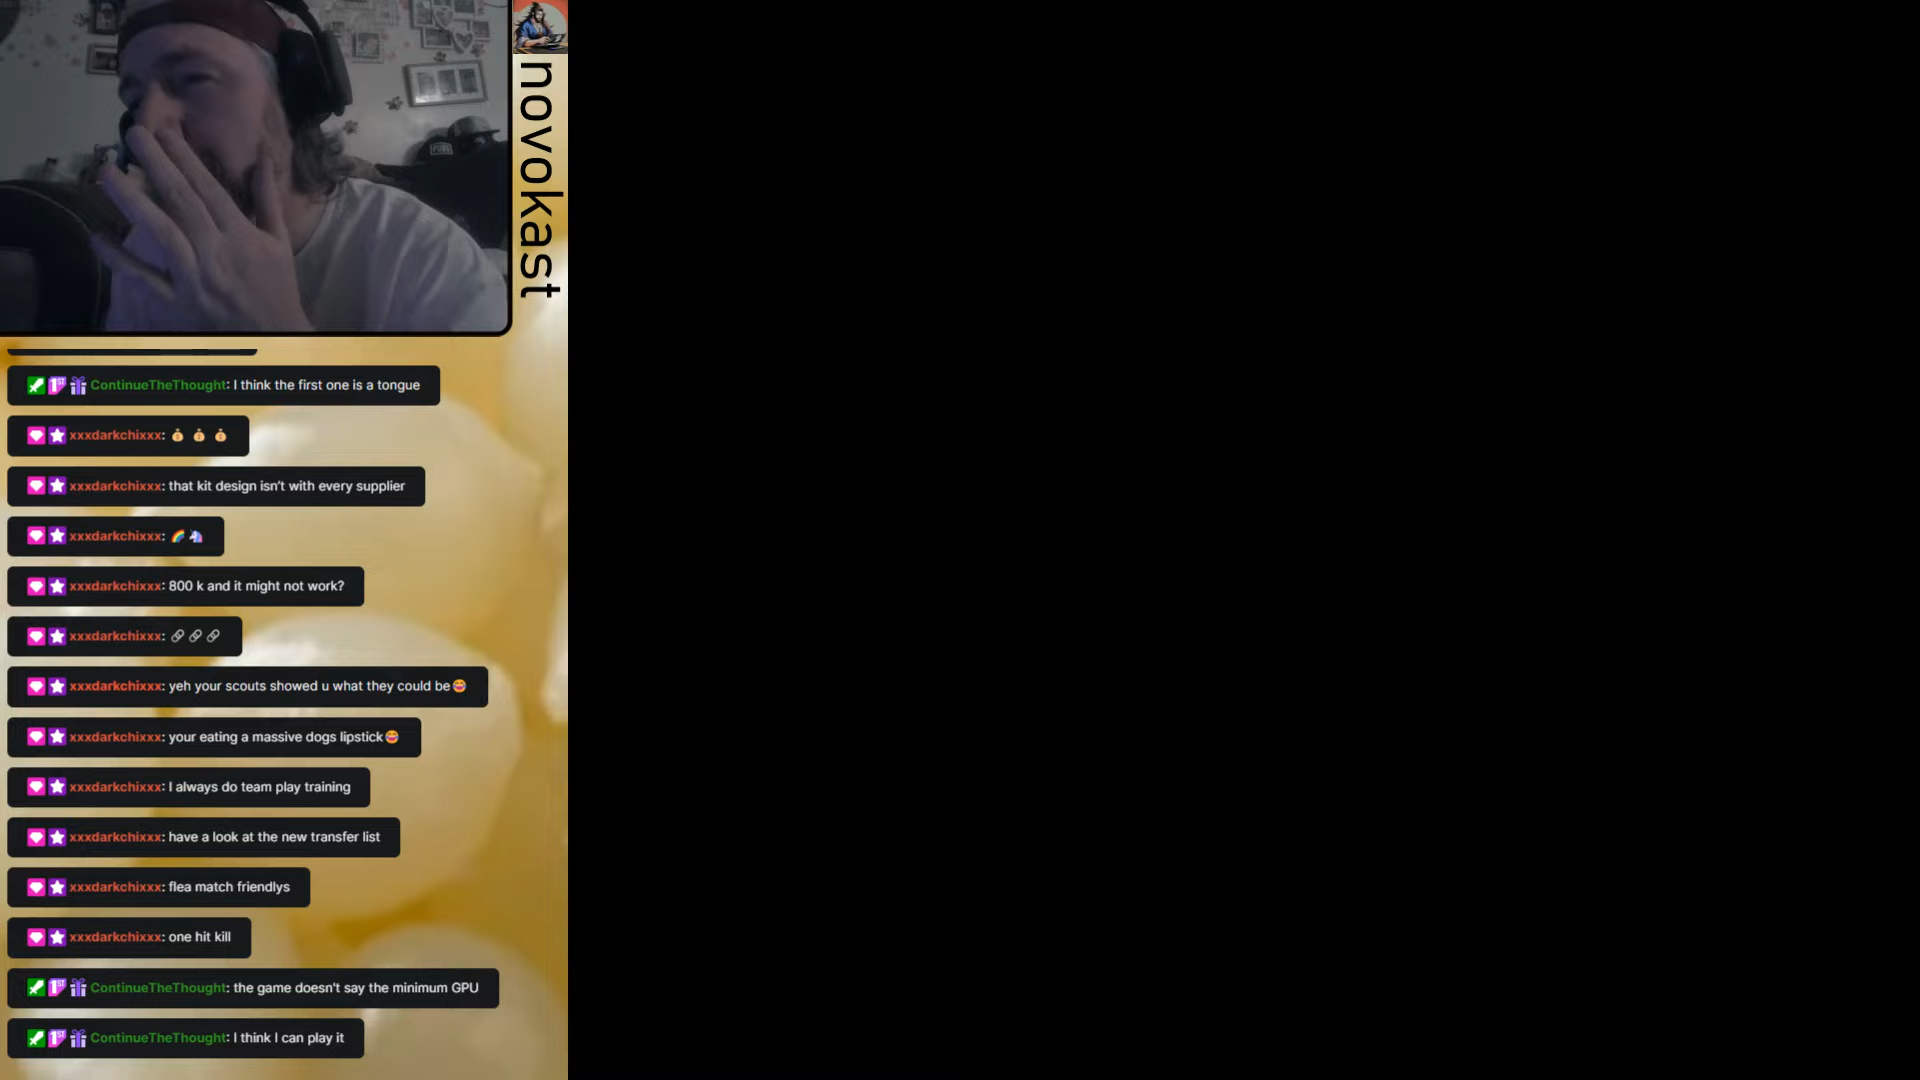 novokast
ContinueTheThought: I think the first one is a tongue
xxxdarkchixxx: 💰 💰 💰
xxxdarkchixxx: that kit design isn't with every supplier
xxxdarkchixxx: 🌈 🦄
xxxdarkchixxx: 800 k and it might not work?
xxxdarkchixxx: 🔗 🔗 🔗
xxxdarkchixxx: yeh your scouts showed u what they could be😂
xxxdarkchixxx: your eating a massive dogs lipstick😂
xxxdarkchixxx: I always do team play training
xxxdarkchixxx: have a look at the new transfer list
xxxdarkchixxx: flea match friendlys
xxxdarkchixxx: one hit kill
ContinueTheThought: the game doesn't say the minimum GPU
ContinueTheThought: I think I can play it